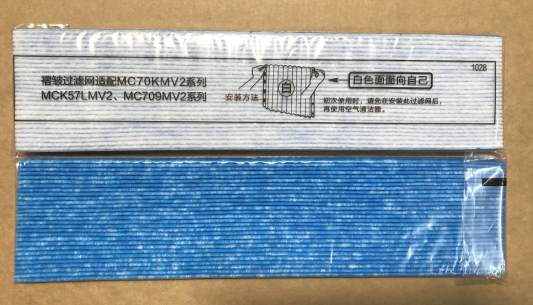 褶皱过滤网适配MC70KMV2系列
MCK57LMV2、MC709MV2系列
安装方法
白
白色面面向自己
1028
初次使用时，请先在安装此过滤网后，
再使用空气清洁器。